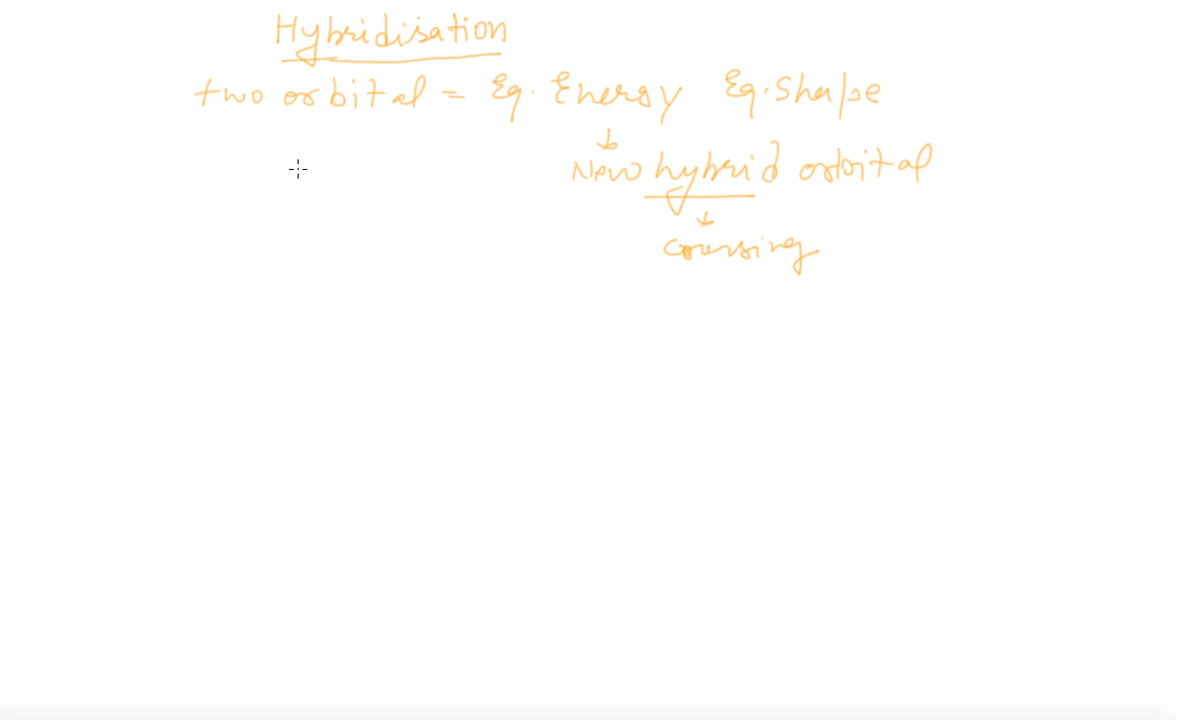 Hybridisation
two orbital = Eq. Energy Eq. Shape
↓
New hybrid orbital
↓